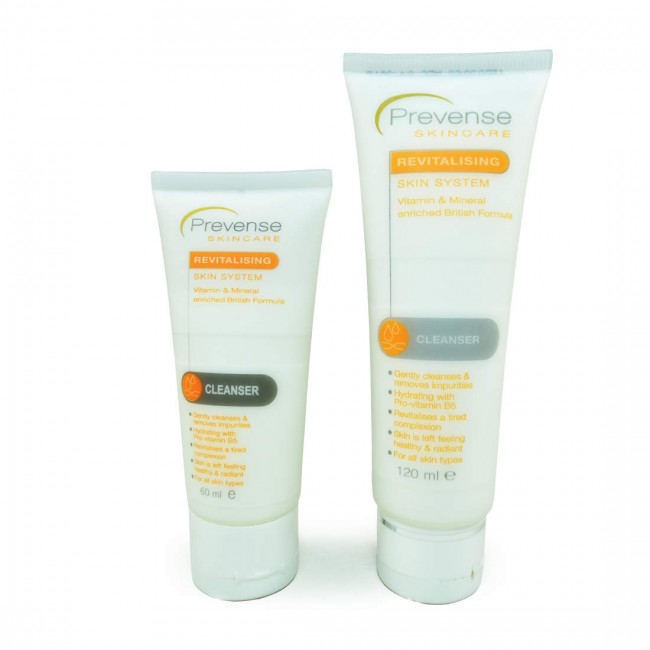 Prevense
SKINCARE
REVITALISING
SKIN SYSTEM
Vitamin & Mineral
enriched British Formula
CLEANSER
• Gently cleanses &
removes impurities
• Hydrating with
Pro-vitamin B5
• Revitalises a tired
complexion
• Skin is left feeling
healthy & radiant
• For all skin types
60 ml e
Prevense
SKINCARE
REVITALISING
SKIN SYSTEM
Vitamin & Mineral
enriched British Formula
CLEANSER
• Gently cleanses &
removes impurities
• Hydrating with
Pro-vitamin B5
• Revitalises a tired
complexion
• Skin is left feeling
healthy & radiant
• For all skin types
120 ml e